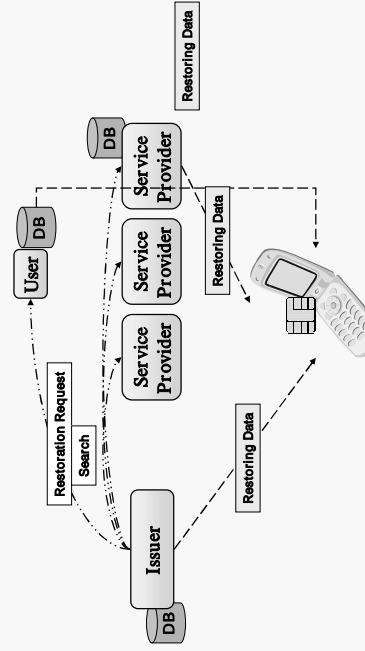 DB
Issuer
Restoration Request
Search
User
DB
Service
Provider
Service
Provider
Service
Provider
DB
Restoring Data
Restoring Data
Restoring Data